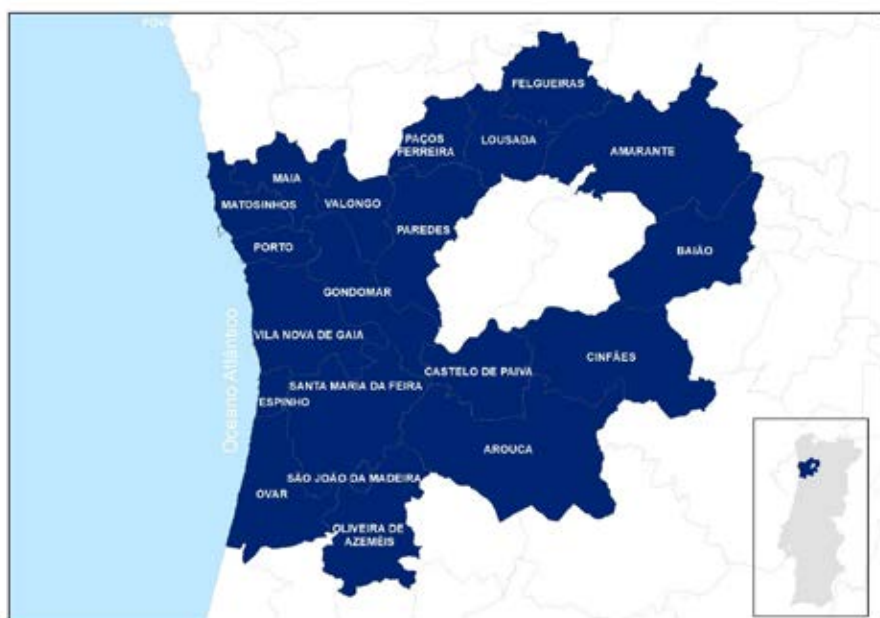 FELGUEIRAS
PAÇOS
FERREIRA
LOUSADA
AMARANTE
MAIA
MATOSINHOS
VALONGO
PAREDES
PORTO
BAIÃO
GONDOMAR
VILA NOVA DE GAIA
CINFÃES
CASTELO DE PAIVA
SANTA MARIA DA FEIRA
ESPINHO
Oceano Atlântico
AROUCA
SÃO JOÃO DA MADEIRA
OVAR
OLIVEIRA DE
AZEMÉIS